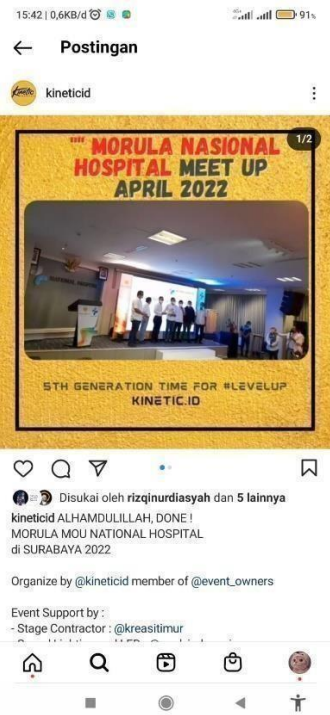 15:42 | 0,6KB/d
91%
Postingan
kineticid
1/2
"" MORULA NASIONAL
HOSPITAL MEET UP
APRIL 2022
5TH GENERATION TIME FOR #LEVELUP
KINETIC.ID
Disukai oleh rizqinurdiasyah dan 5 lainnya
kineticid ALHAMDULILLAH, DONE !
MORULA MOU NATIONAL HOSPITAL
di SURABAYA 2022
Organize by @kineticid member of @event_owners
Event Support by :
- Stage Contractor : @kreasitimur